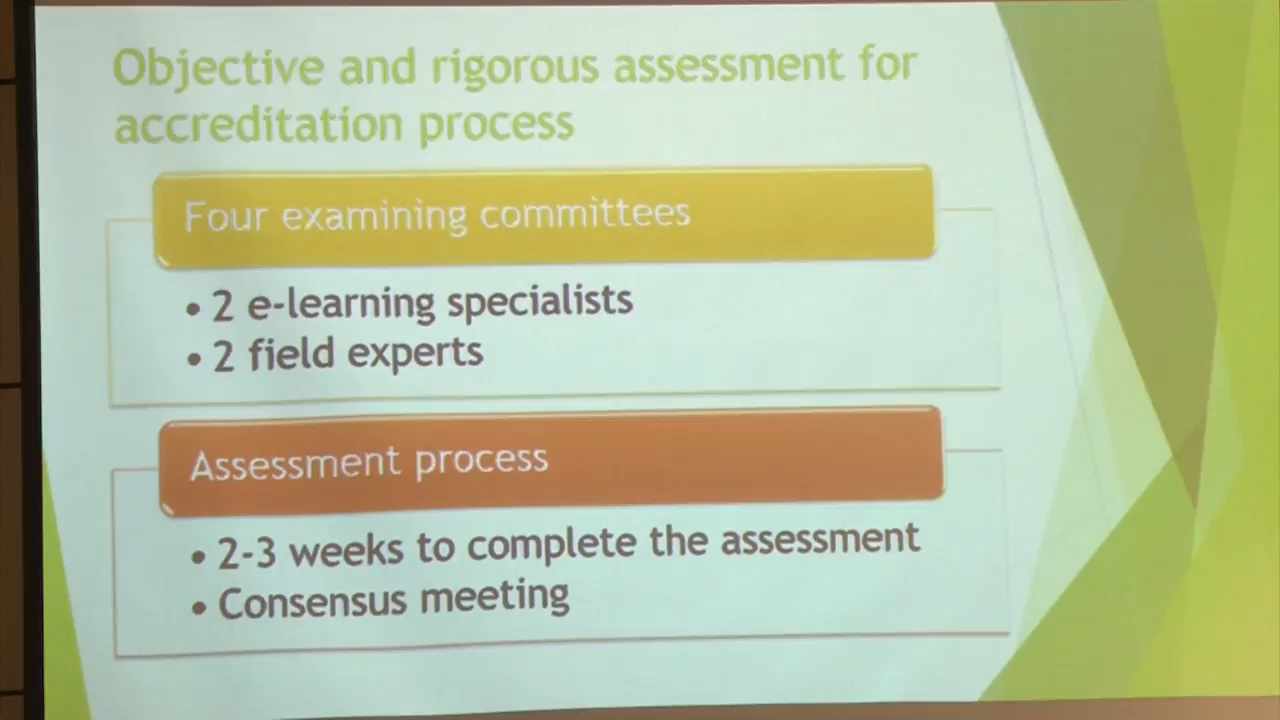 Objective and rigorous assessment for
accreditation process
Four examining committees
• 2 e-learning specialists
• 2 field experts
Assessment process
• 2-3 weeks to complete the assessment
• Consensus meeting